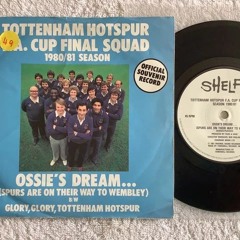 TOTTENHAM HOTSPUR
F.A. CUP FINAL SQUAD
1980/81 SEASON
OFFICIAL
SOUVENIR
RECORD
OSSIE'S DREAM...
(SPURS ARE ON THEIR WAY TO WEMBLEY)
B/W
GLORY, GLORY, TOTTENHAM HOTSPUR
SHELF
TOTTENHAM HOTSPUR F.A. CUP FINAL SQUAD
SEASON 1980/81
OSSIE'S DREAM
(SPURS ARE ON THEIR WAY TO